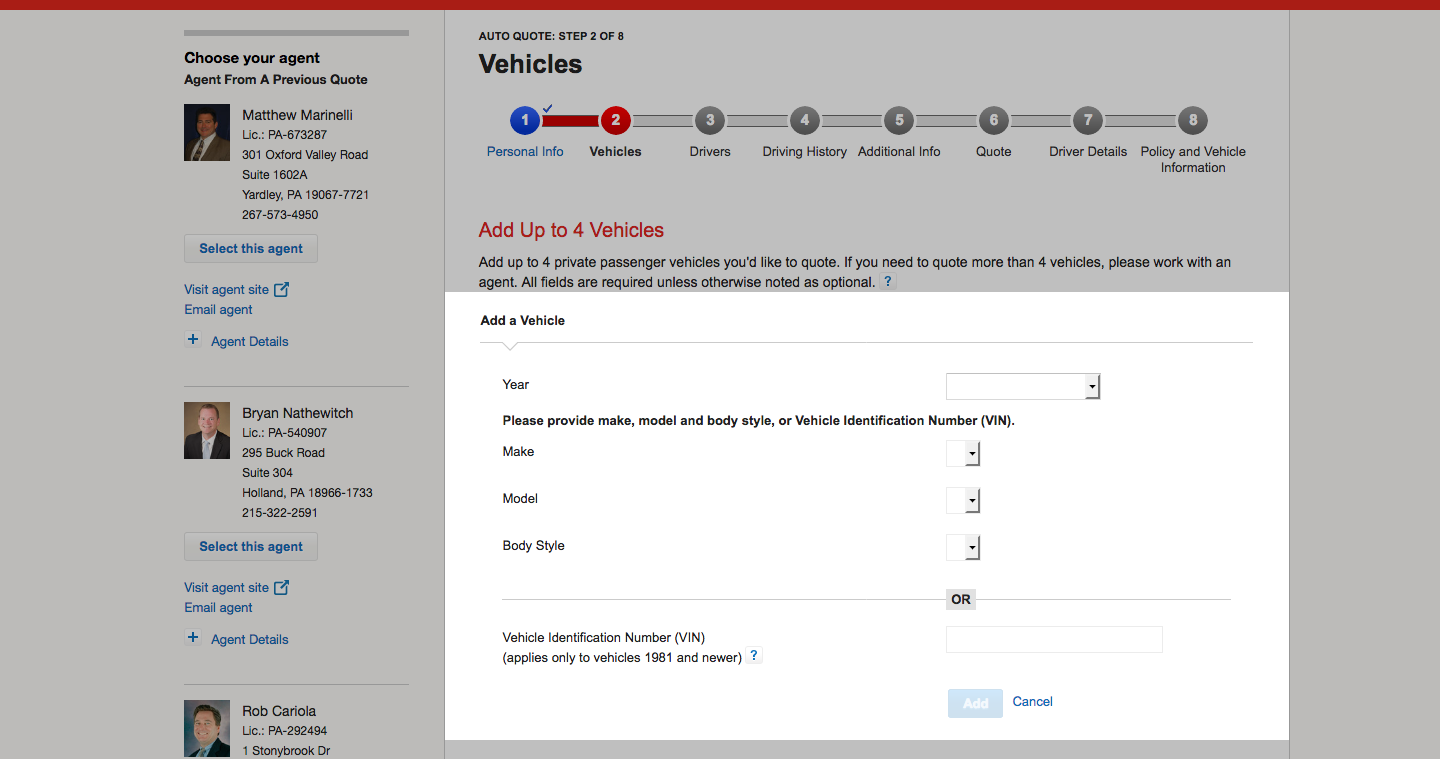 Choose your agent
Agent From A Previous Quote
Matthew Marinelli
Lic.: PA-673287
301 Oxford Valley Road
Suite 1602A
Yardley, PA 19067-7721
267-573-4950
Select this agent
Visit agent site
Email agent
+ Agent Details
Bryan Nathewitch
Lic.: PA-540907
295 Buck Road
Suite 304
Holland, PA 18966-1733
215-322-2591
Select this agent
Visit agent site
Email agent
+ Agent Details
Rob Cariola
Lic.: PA-292494
1 Stonybrook Dr
AUTO QUOTE: STEP 2 OF 8
Vehicles
1 2 3 4 5 6 7 8
Personal Info Vehicles Drivers Driving History Additional Info Quote Driver Details Policy and Vehicle
Information
Add Up to 4 Vehicles
Add up to 4 private passenger vehicles you'd like to quote. If you need to quote more than 4 vehicles, please work with an
agent. All fields are required unless otherwise noted as optional. ?
Add a Vehicle
Year
Please provide make, model and body style, or Vehicle Identification Number (VIN).
Make
Model
Body Style
OR
Vehicle Identification Number (VIN)
(applies only to vehicles 1981 and newer) ?
Add Cancel